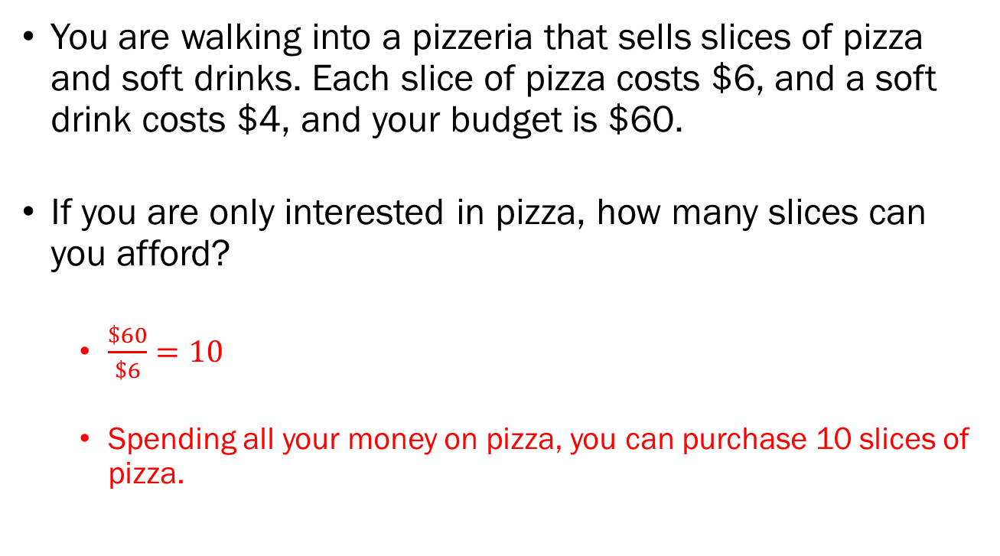 • You are walking into a pizzeria that sells slices of pizza
and soft drinks. Each slice of pizza costs $6, and a soft
drink costs $4, and your budget is $60.
• If you are only interested in pizza, how many slices can
you afford?
• $60/$6 = 10
• Spending all your money on pizza, you can purchase 10 slices of
pizza.